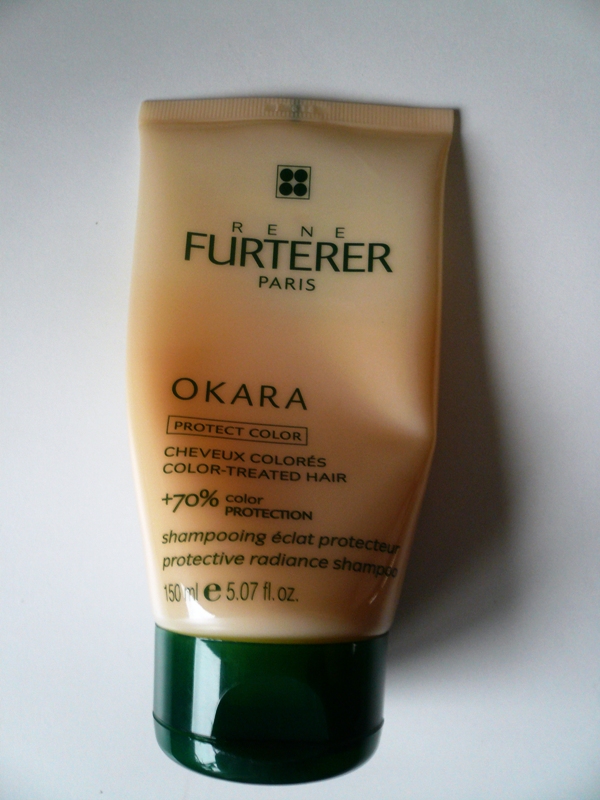 RENE
FURTERER
PARIS
OKARA
PROTECT COLOR
CHEVEUX COLORÉS
COLOR-TREATED HAIR
+70% color
PROTECTION
shampooing éclat protecteur
protective radiance shampoo
150 ml e 5.07 fl.oz.